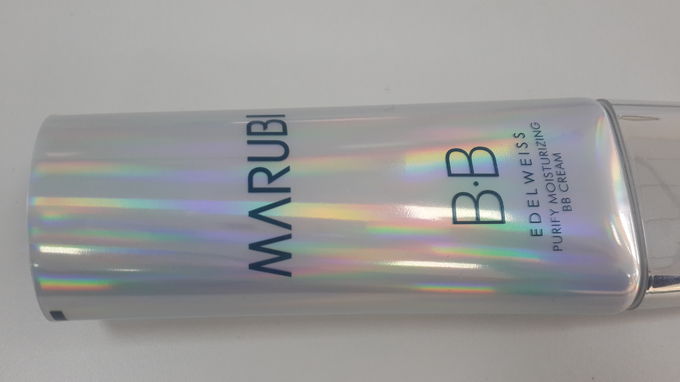 B·B
EDELWEISS
PURIFY MOISTURIZING
BB CREAM
MARUBI